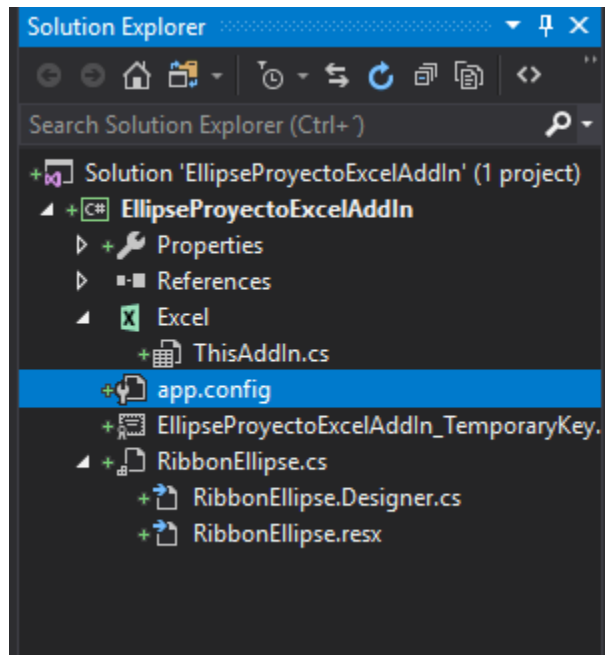 Solution Explorer
Search Solution Explorer (Ctrl+´)
Solution 'EllipseProyectoExcelAddIn' (1 project)
C# EllipseProyectoExcelAddIn
Properties
References
Excel
ThisAddIn.cs
app.config
EllipseProyectoExcelAddIn_TemporaryKey.
RibbonEllipse.cs
RibbonEllipse.Designer.cs
RibbonEllipse.resx